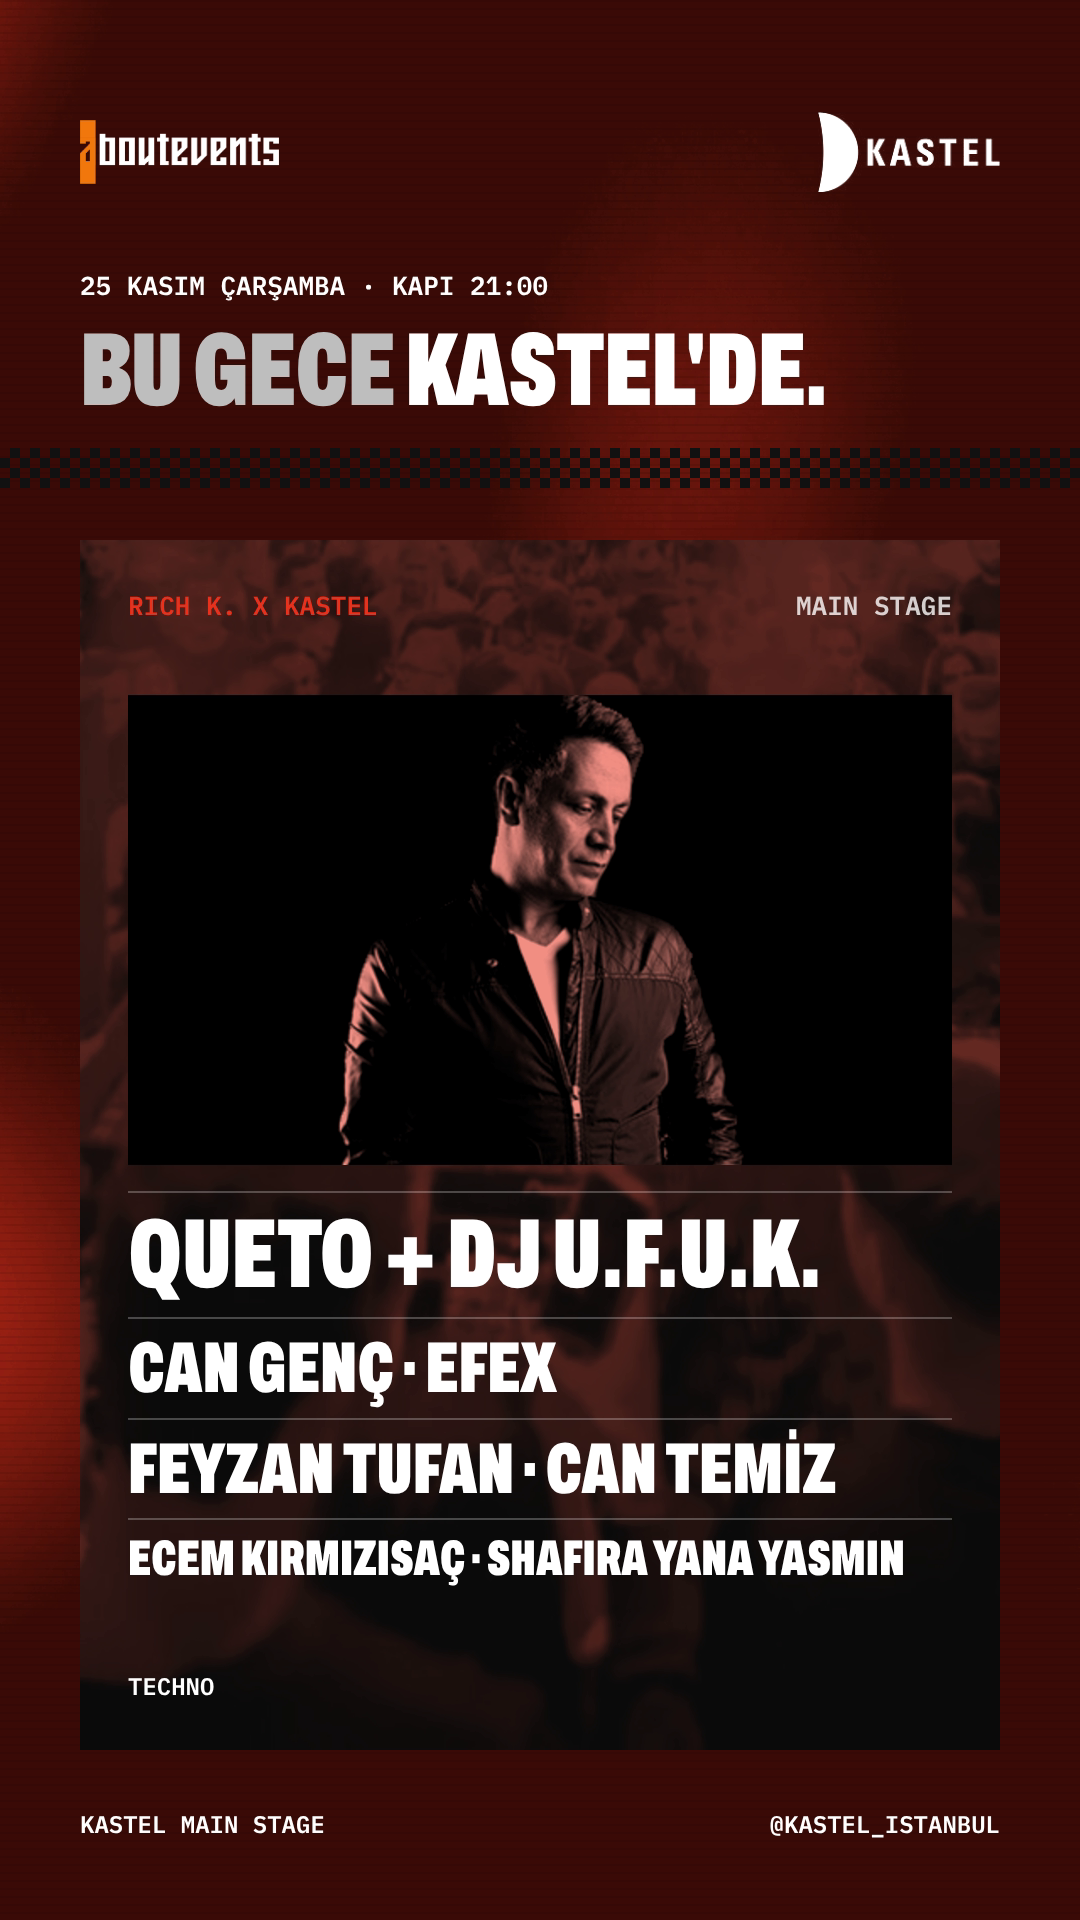 aboutevents
KASTEL
25 KASIM ÇARŞAMBA · KAPI 21:00
BU GECE KASTEL'DE.
RICH K. X KASTEL
MAIN STAGE
QUETO + DJ U.F.U.K.
CAN GENÇ · EFEX
FEYZAN TUFAN · CAN TEMİZ
ECEM KIRMIZISAÇ · SHAFIRA YANA YASMIN
TECHNO
KASTEL MAIN STAGE
@KASTEL_ISTANBUL